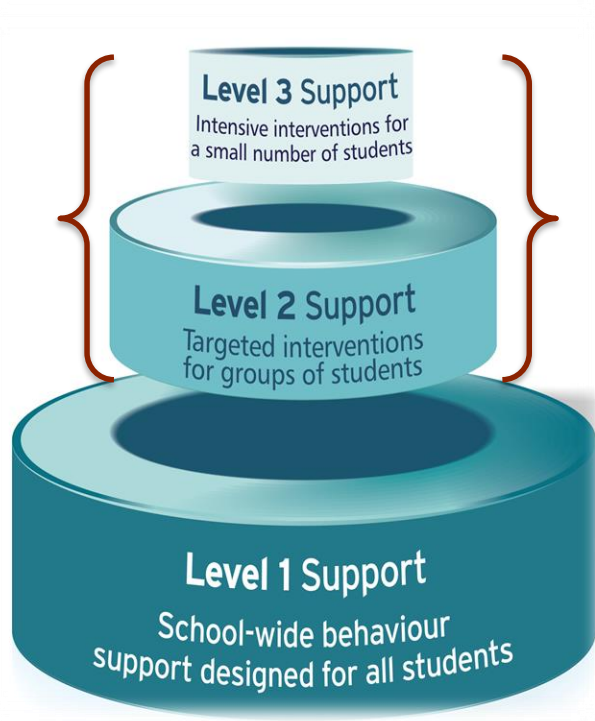 Level 3 Support
Intensive interventions for
a small number of students
Level 2 Support
Targeted interventions
for groups of students
Level 1 Support
School-wide behaviour
support designed for all students